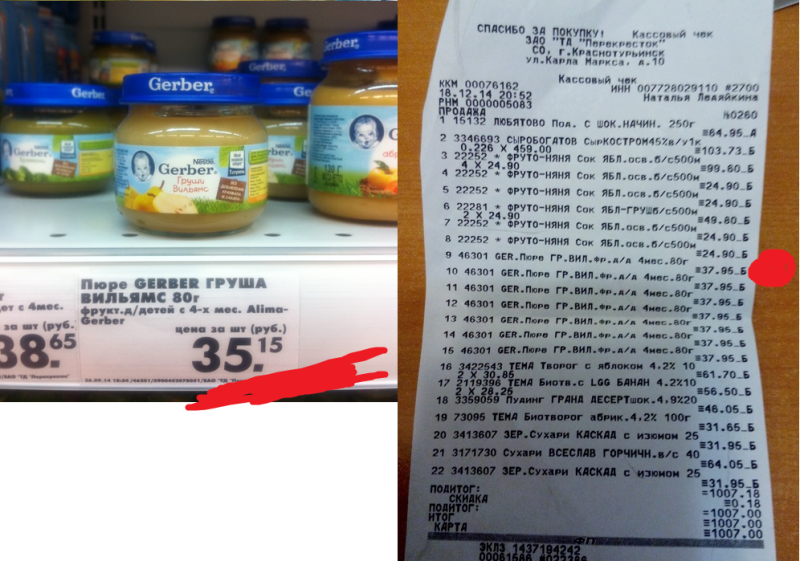 Gerber
Gerber
Gerber
Gerber
Nestle
Gerber
Груши
Вильямс
Пюре GERBER ГРУША
ВИЛЬЯМС 80г
фрукт.д/детей с 4-х мес. Alima-
Gerber
цена за шт (руб.)
35.15
ет с 4мес.
за шт (руб.)
38.65
СПАСИБО ЗА ПОКУПКУ! Кассовый чек
ЗАО "ТД "Перекресток"
СО, г.Краснотурьинск
ул.Карла Маркса, д.10
Кассовый чек
ККМ 00076162 ИНН 007728029110 #2700
18.12.14 20:52 Наталья Ледяйкина
РНМ 0000005083
ПРОДАЖА №0260
1 15132 ЛЮБЯТОВО Под. С ШОК.НАЧИН. 250г
≡64.95_А
2 3346693 СЫРОБОГАТОВ СырКОСТРОМ45%в/у1к
0.226 X 459.00 ≡103.73_Б
3 22252 * ФРУТО-НЯНЯ Сок ЯБЛ.осв.б/с500м
4 X 24.90 ≡99.60_Б
4 22252 * ФРУТО-НЯНЯ Сок ЯБЛ.осв.б/с500м
≡24.90_Б
5 22252 * ФРУТО-НЯНЯ Сок ЯБЛ.осв.б/с500м
≡24.90_Б
6 22281 * ФРУТО-НЯНЯ Сок ЯБЛ-ГРУШб/с500м
2 X 24.90 ≡49.80_Б
7 22252 * ФРУТО-НЯНЯ Сок ЯБЛ.осв.б/с500м
≡24.90_Б
8 22252 * ФРУТО-НЯНЯ Сок ЯБЛ.осв.б/с500м
≡24.90_Б
9 46301 GER.Пюре ГР.ВИЛ.фр.д/д 4мес.80г
≡37.95_Б
10 46301 GER.Пюре ГР.ВИЛ.фр.д/д 4мес.80г
≡37.95_Б
11 46301 GER.Пюре ГР.ВИЛ.фр.д/д 4мес.80г
≡37.95_Б
12 46301 GER.Пюре ГР.ВИЛ.фр.д/д 4мес.80г
≡37.95_Б
13 46301 GER.Пюре ГР.ВИЛ.фр.д/д 4мес.80г
≡37.95_Б
14 46301 GER.Пюре ГР.ВИЛ.фр.д/д 4мес.80г
≡37.95_Б
15 46301 GER.Пюре ГР.ВИЛ.фр.д/д 4мес.80г
≡37.95_Б
16 3422543 ТЕМА Творог с яблоком 4.2% 10
2 X 30.85 ≡61.70_Б
17 2119396 ТЕМА Биотв.с LGG БАНАН 4.2%10
2 X 28.25 ≡56.50_Б
18 3359059 Пудинг ГРАНД ДЕСЕРТшок.4.9%20
≡46.05_Б
19 73095 ТЕМА Биотворог абрик.4.2% 100г
≡31.65_Б
20 3413607 ЗЕР.Сухари КАСКАД с изюмом 25
≡31.95_Б
21 3171730 Сухари ВСЕСЛАВ ГОРЧИЧН.в/с 40
≡64.05_Б
22 3413607 ЗЕР.Сухари КАСКАД с изюмом 25
≡31.95_Б
ПОДИТОГ: ≡1007.18
СКИДКА ≡0.18
ПОДИТОГ: ≡1007.00
ИТОГ ≡1007.00
КАРТА ≡1007.00
ФП
ЭКЛЗ 1437194242